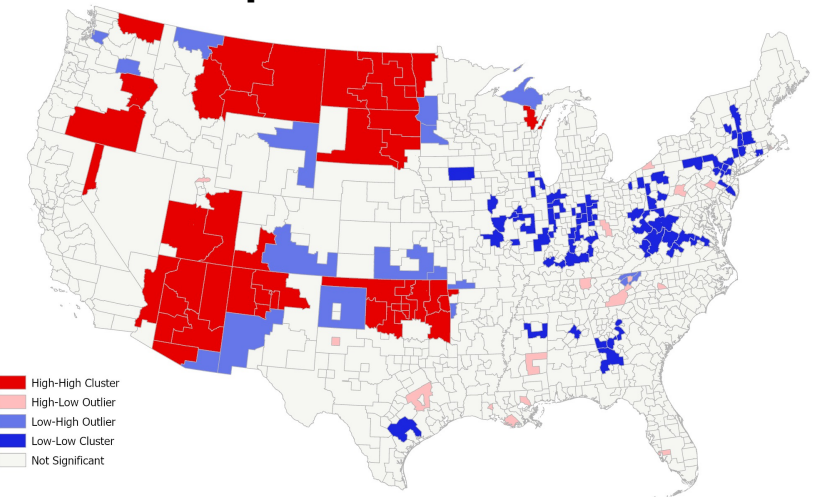 High-High Cluster
High-Low Outlier
Low-High Outlier
Low-Low Cluster
Not Significant